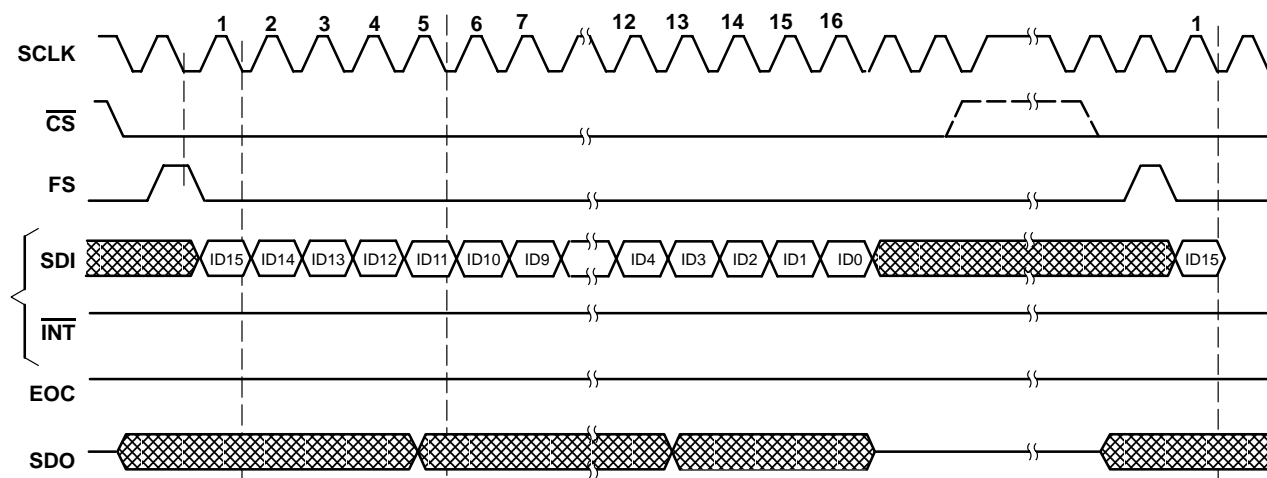 1 2 3 4 5 6 7 12 13 14 15 16 1
SCLK
CS
FS
SDI ID15 ID14 ID13 ID12 ID11 ID10 ID9 ID4 ID3 ID2 ID1 ID0 ID15
INT
EOC
SDO